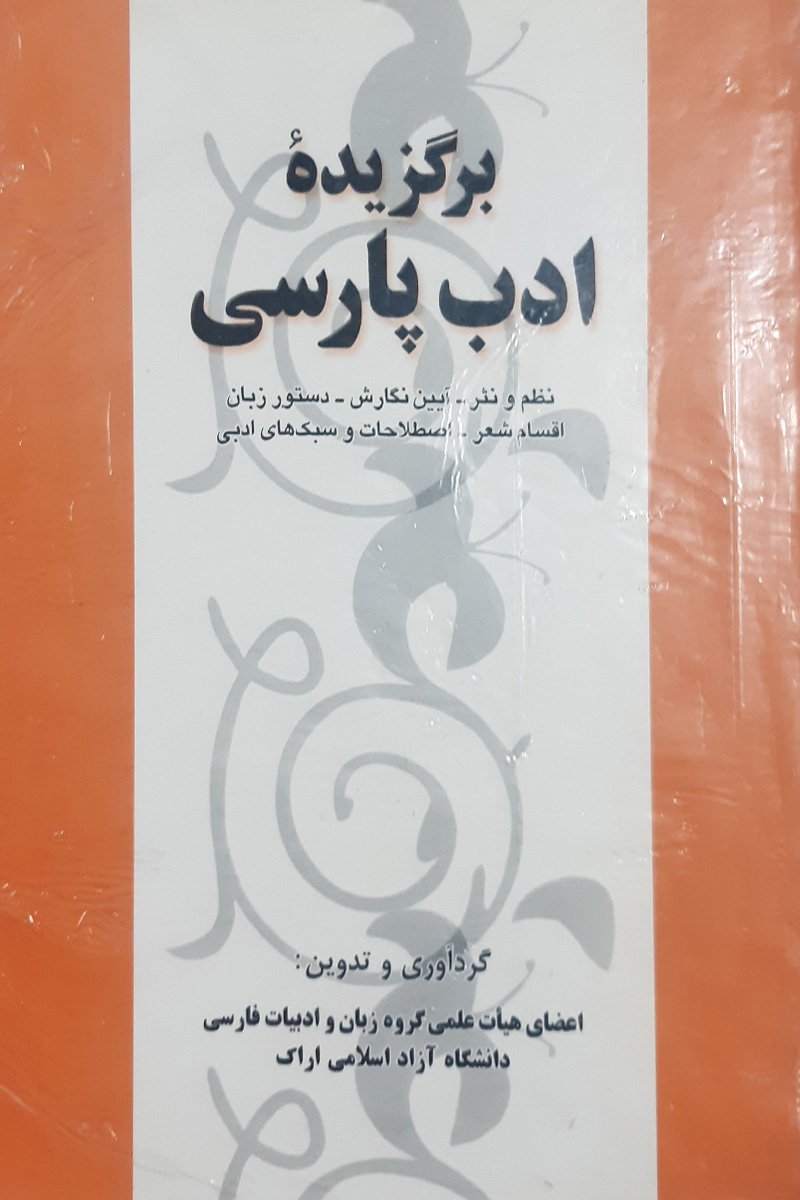 برگزیدهٔ
ادب پارسی
نظم و نثر - آیین نگارش - دستور زبان
اقسام شعر - اصطلاحات و سبک‌های ادبی
گردآوری و تدوین:
اعضای هیأت علمی گروه زبان و ادبیات فارسی
دانشگاه آزاد اسلامی اراک